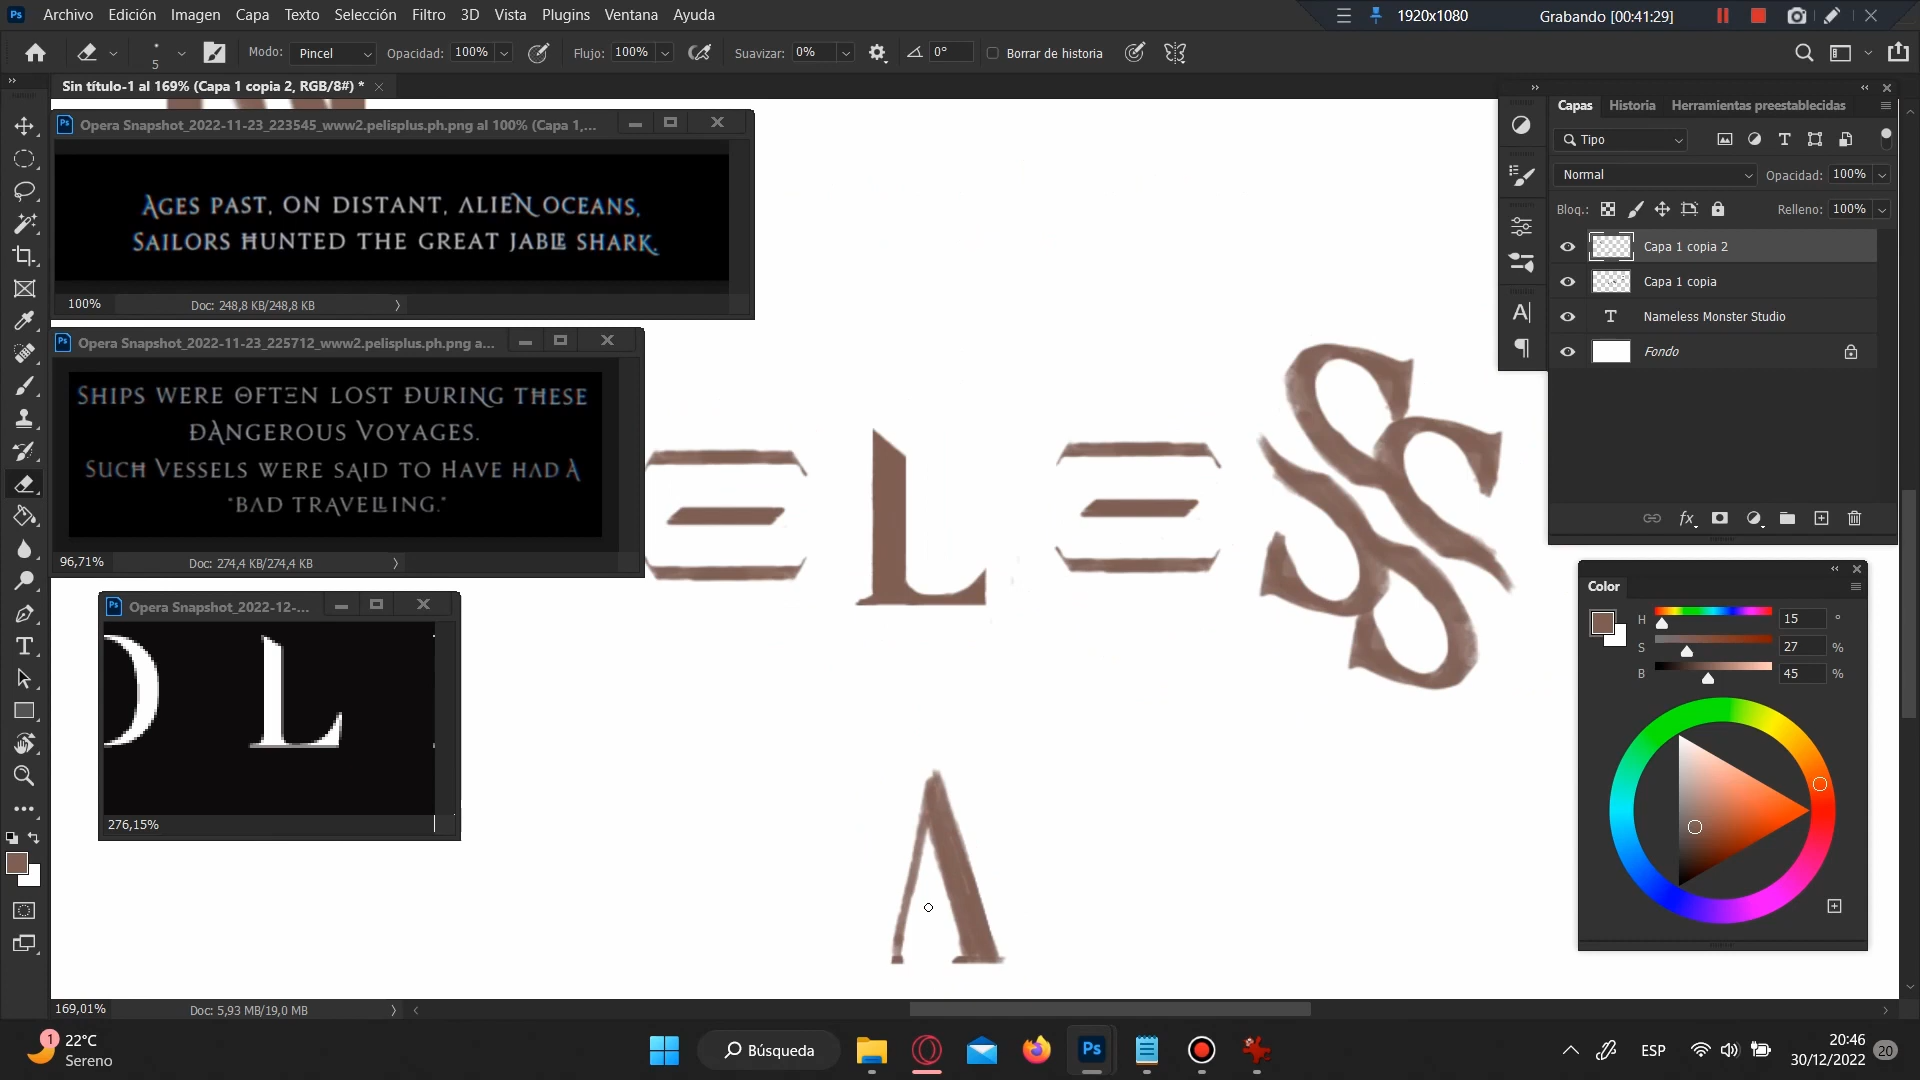 Archivo Edición Imagen Capa Texto Selección Filtro 3D Vista Plugins Ventana Ayuda
1920x1080 Grabando [00:41:29]
5 Modo: Pincel Opacidad: 100% Flujo: 100% Suavizar: 0% 0° Borrar de historia
Sin título-1 al 169% (Capa 1 copia 2, RGB/8#) *
Opera Snapshot_2022-11-23_223545_www2.pelisplus.ph.png al 100% (Capa 1,...
AGES PAST, ON DISTANT, ALIEN OCEANS,
SAILORS HUNTED THE GREAT JABLE SHARK.
100% Doc: 248,8 KB/248,8 KB
Opera Snapshot_2022-11-23_225712_www2.pelisplus.ph.png a...
SHIPS WERE OFTEN LOST DURING THESE
DANGEROUS VOYAGES.
SUCH VESSELS WERE SAID TO HAVE HAD A
"BAD TRAVELLING."
96,71% Doc: 274,4 KB/274,4 KB
Opera Snapshot_2022-12-...
L
276,15%
E L E S S
A
Capas Historia Herramientas preestablecidas
Tipo
Normal Opacidad: 100%
Bloq.: Relleno: 100%
Capa 1 copia 2
Capa 1 copia
Nameless Monster Studio
Fondo
Color
H 15 °
S 27 %
B 45 %
169,01% Doc: 5,93 MB/19,0 MB
1 22°C
Sereno
Búsqueda
ESP
20:46
30/12/2022 20